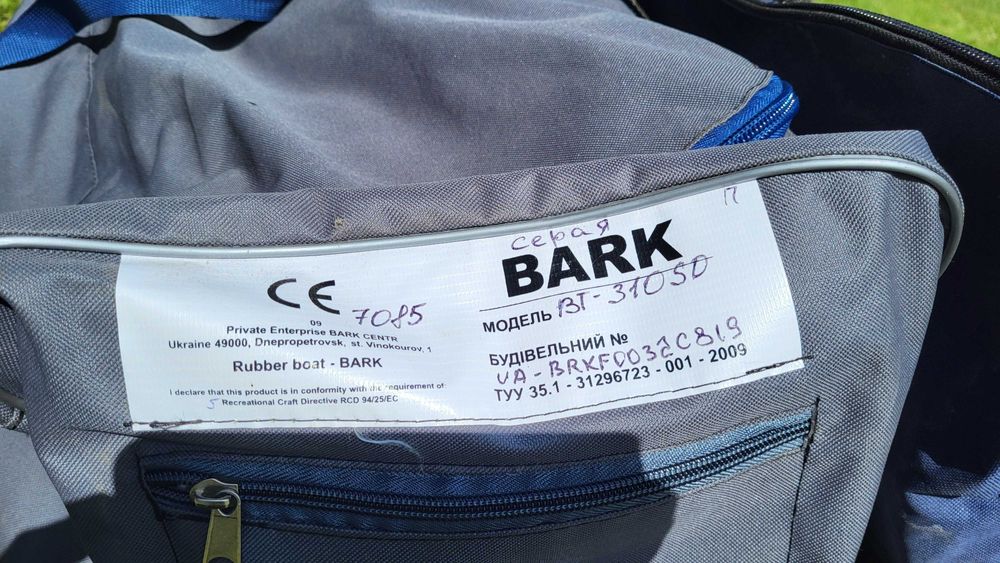 CE
09 7085
Private Enterprise BARK CENTR
Ukraine 49000, Dnepropetrovsk, st. Vinokourov, 1
Rubber boat - BARK
I declare that this product is in conformity with the requirement of:
5 Recreational Craft Directive RCD 94/25/EC
серая П
BARK
МОДЕЛЬ BT-310SD
БУДІВЕЛЬНИЙ №
UA-BRKF0032C819
ТУУ 35.1 - 31296723 - 001 - 2009